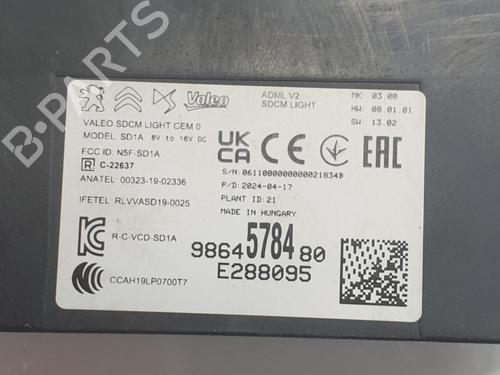 B-PARTS
Valeo
ADML V2
SDCM LIGHT
MK: 03.00
HW: 08.01.01
SW: 13.02
VALEO SDCM LIGHT CEM 0
MODEL: SD1A 8V to 16V DC
FCC ID: N5F-SD1A
R C-22637
ANATEL: 00323-19-02336
IFETEL: RLVVASD19-0025
UK
CA
CE
EAC
S/N: 0611000000000021834B
P/D: 2024-04-17
PLANT ID: 21
MADE IN HUNGARY
R-C-VCD-SD1A
9864578480
E288095
CCAH19LP0700T7